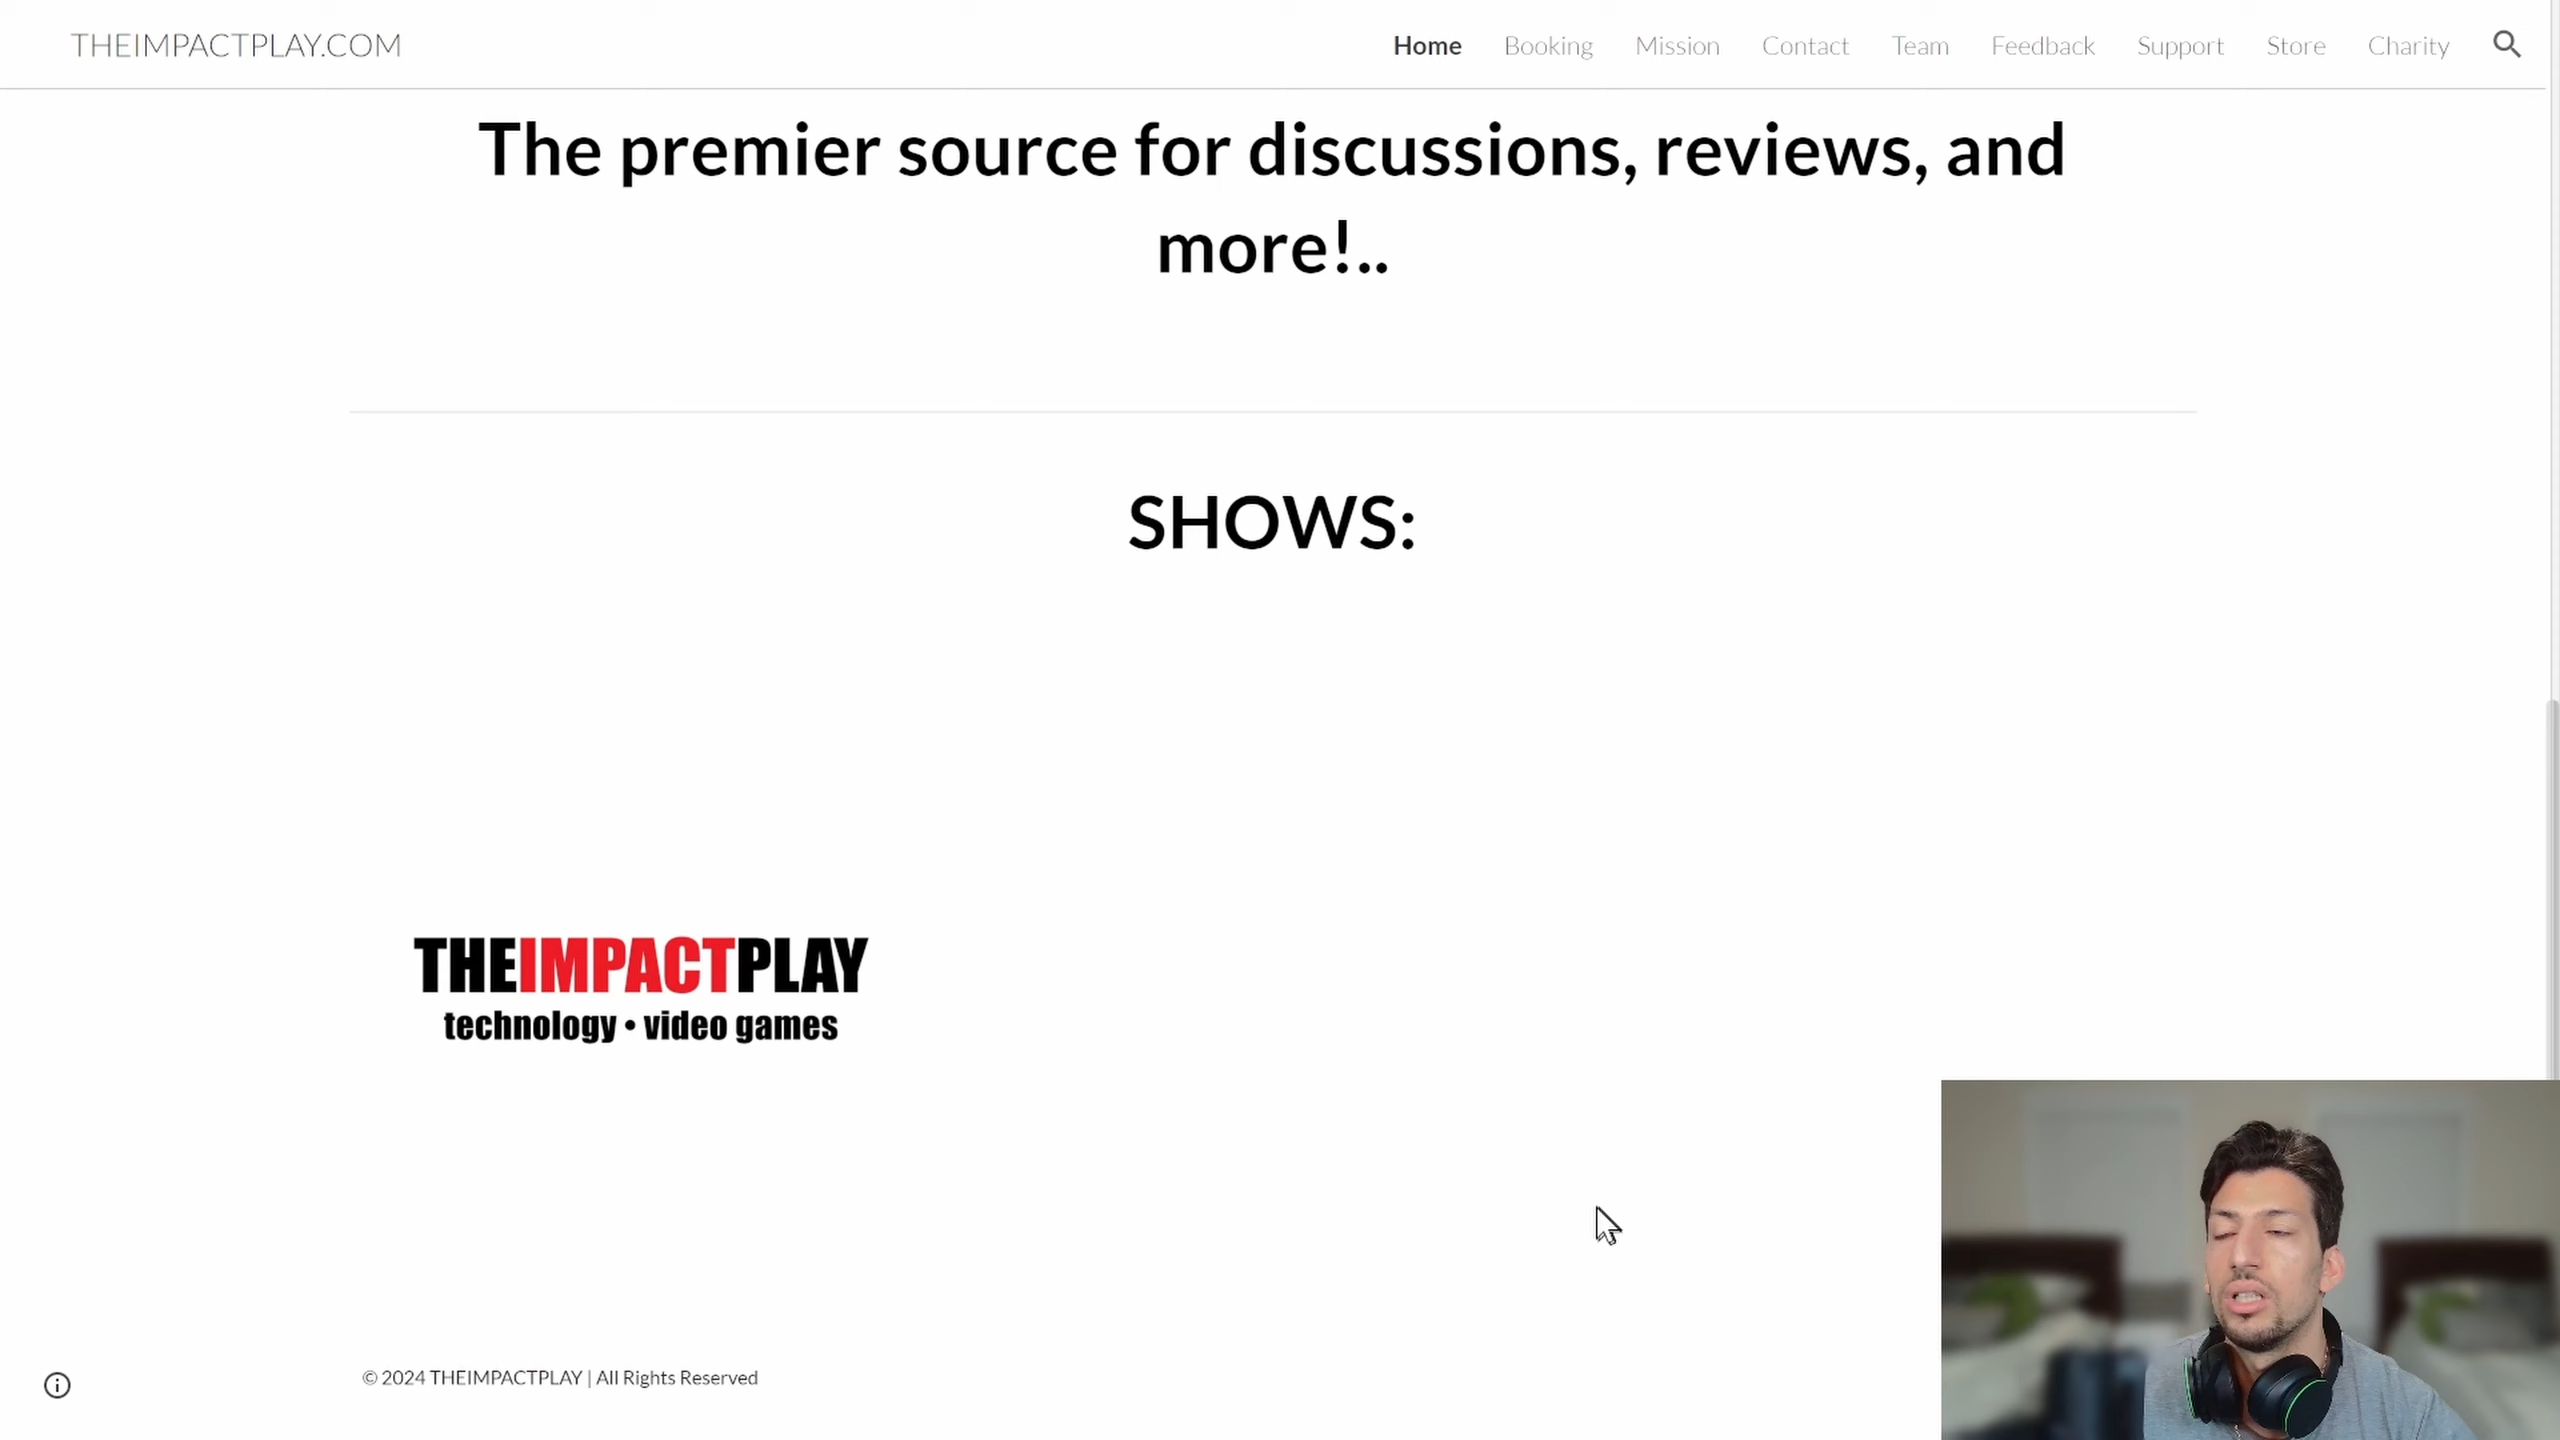 THEIMPACTPLAY.COM
Home Booking Mission Contact Team Feedback Support Store Charity
The premier source for discussions, reviews, and
more!..
SHOWS:
THEIMPACTPLAY
technology • video games
© 2024 THEIMPACTPLAY | All Rights Reserved